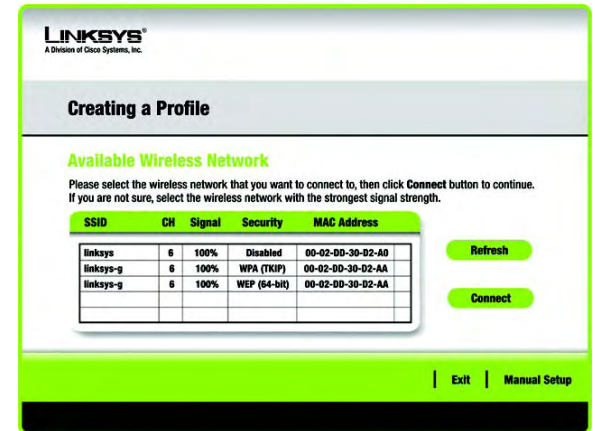 LINKSYS®
A Division of Cisco Systems, Inc.
Creating a Profile
Available Wireless Network
Please select the wireless network that you want to connect to, then click Connect button to continue.
If you are not sure, select the wireless network with the strongest signal strength.
SSID CH Signal Security MAC Address
linksys 6 100% Disabled 00-02-DD-30-D2-A0
linksys-g 6 100% WPA (TKIP) 00-02-DD-30-D2-AA
linksys-g 6 100% WEP (64-bit) 00-02-DD-30-D2-AA
Refresh
Connect
Exit Manual Setup